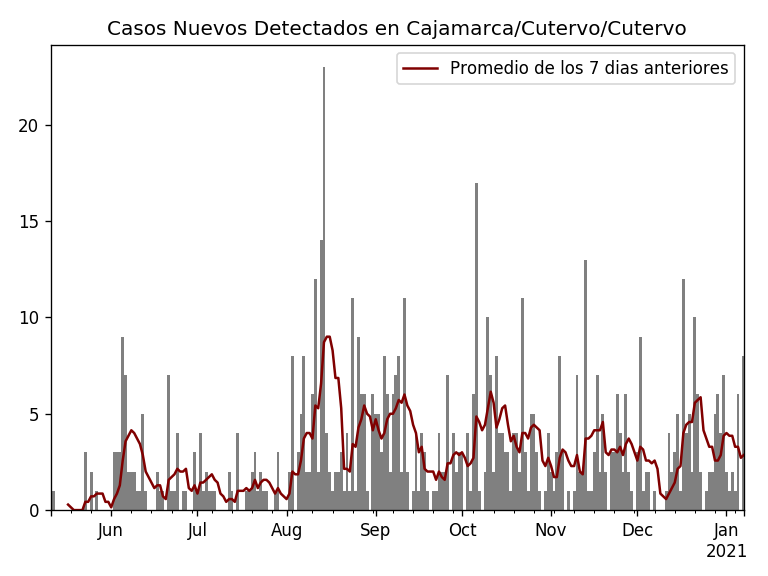 Casos Nuevos Detectados en Cajamarca/Cutervo/Cutervo
Promedio de los 7 dias anteriores
20
15
10
5
0
Jun Jul Aug Sep Oct Nov Dec Jan
2021